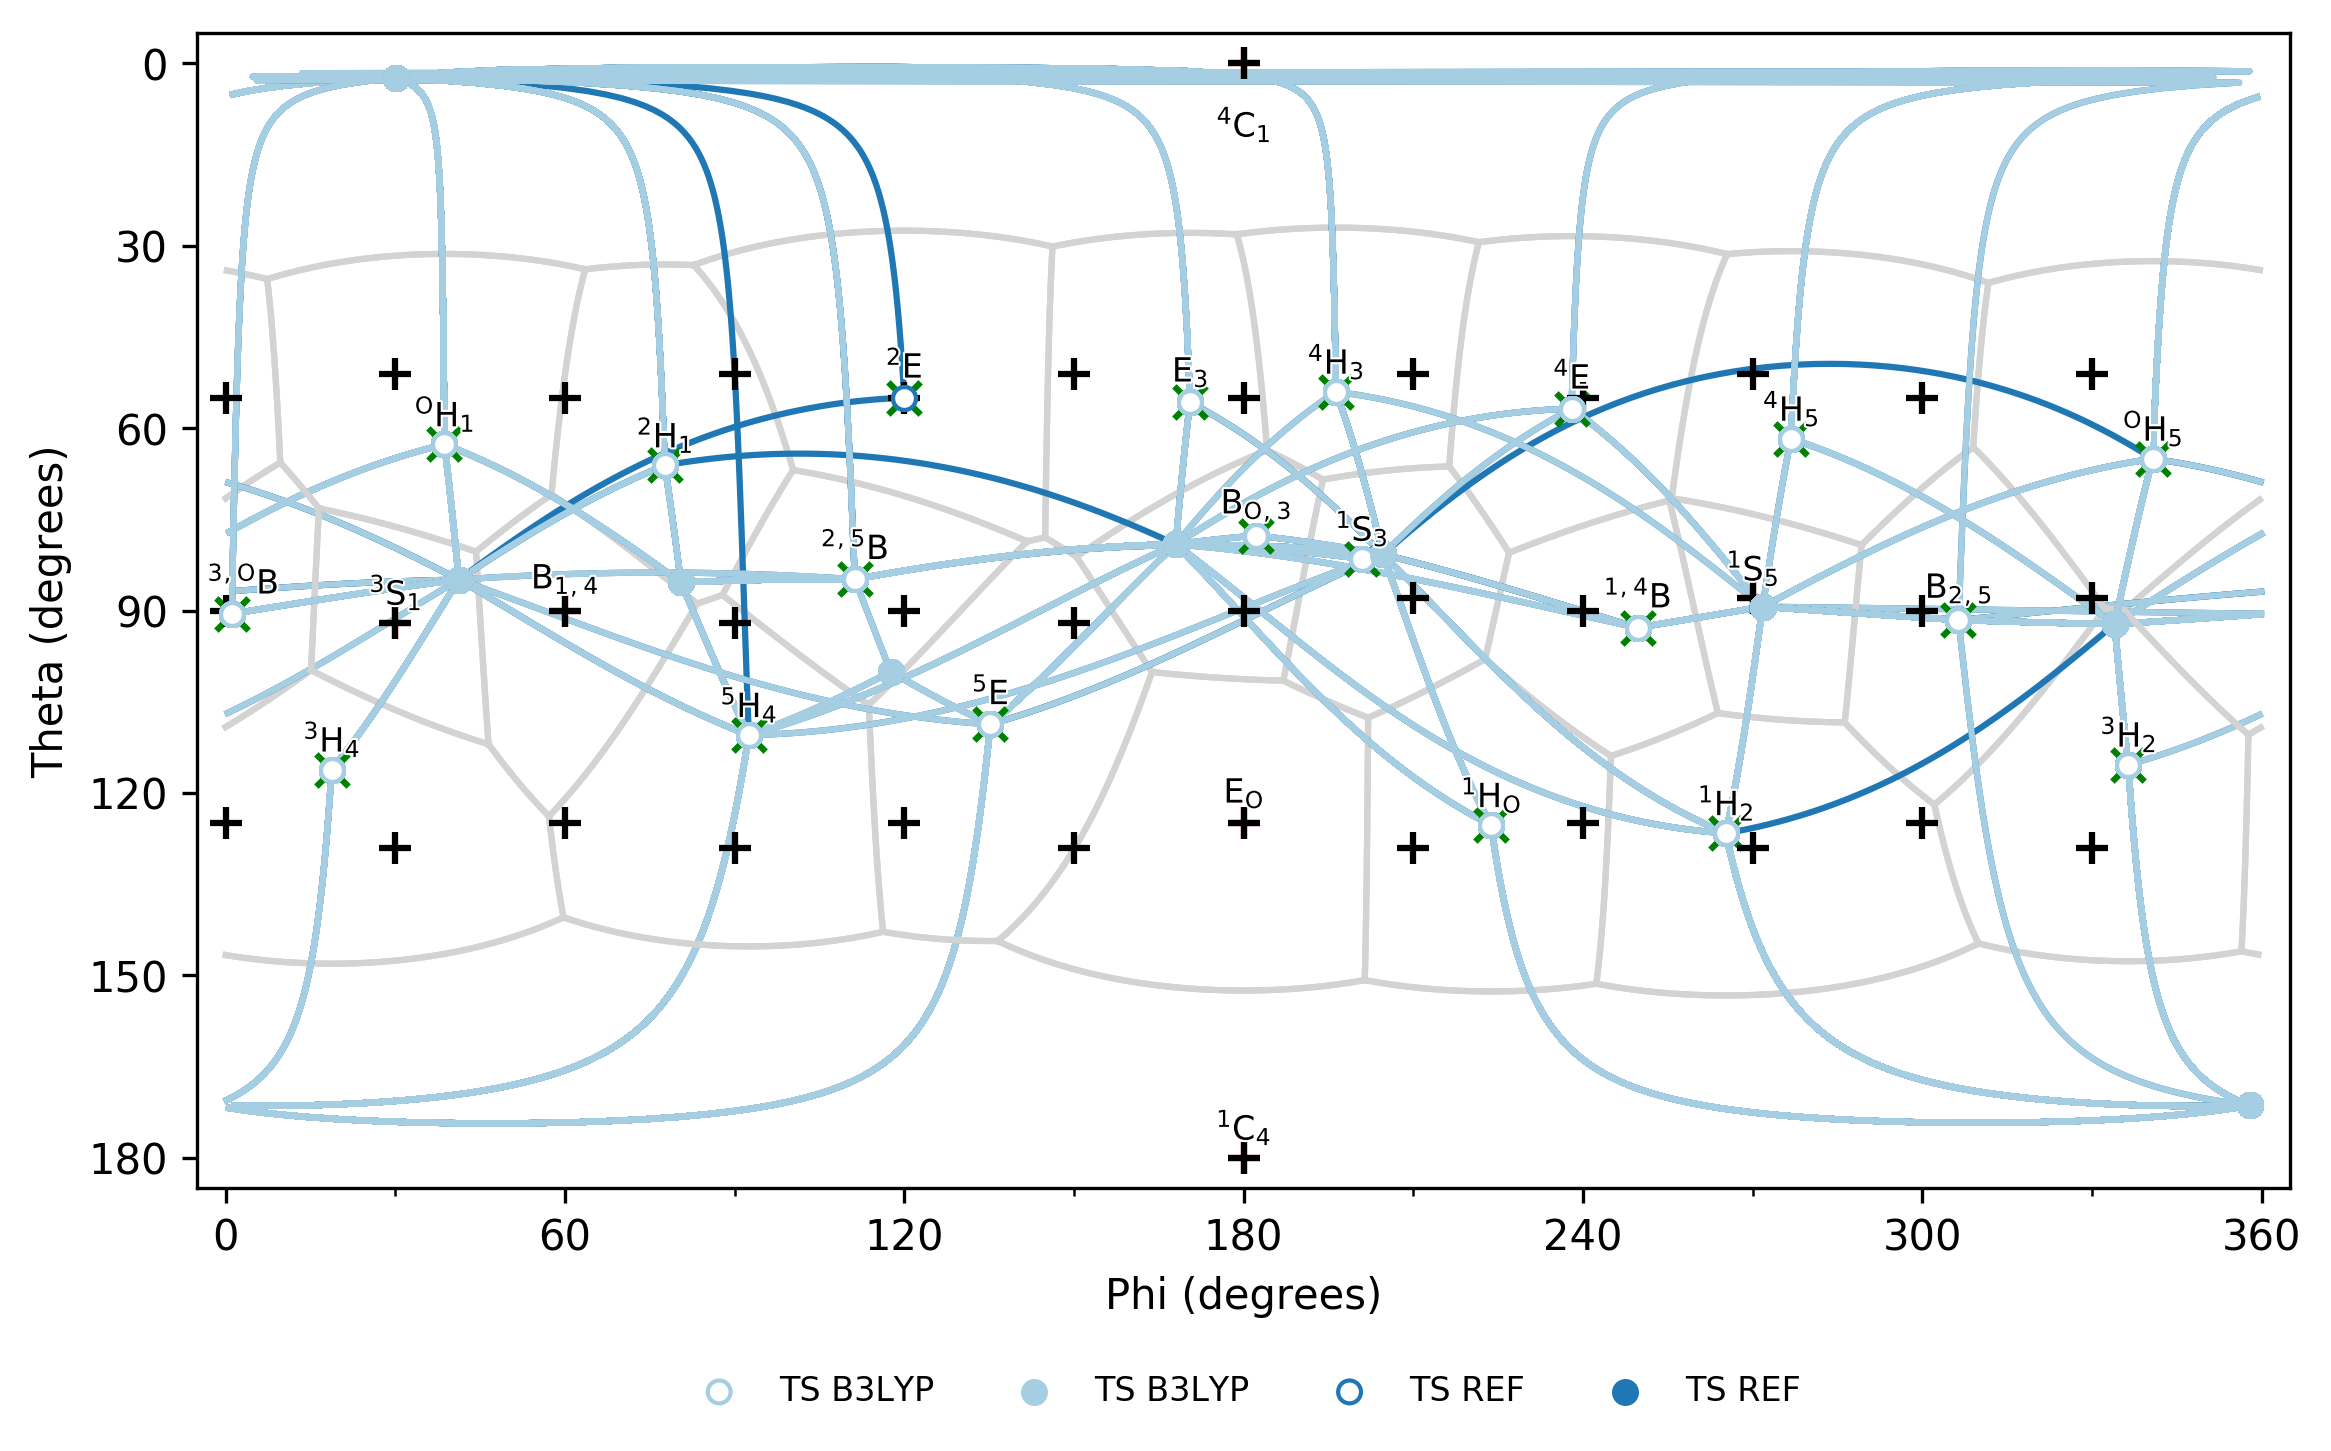 0
30
60
90
120
150
180
Theta (degrees)
⁴C₁
²E
E₃
⁴H₃
⁴E
ᴼH₁
²H₁
⁴H₅
ᴼH₅
B_O,3
¹S₃
²,⁵B
³,ᴼB
³S₁
B₁,₄
¹S₅
¹,⁴B
B₂,₅
⁵E
⁵H₄
³H₄
³H₂
E_O
¹H_O
¹H₂
¹C₄
0 60 120 180 240 300 360
Phi (degrees)
TS B3LYP TS B3LYP TS REF TS REF